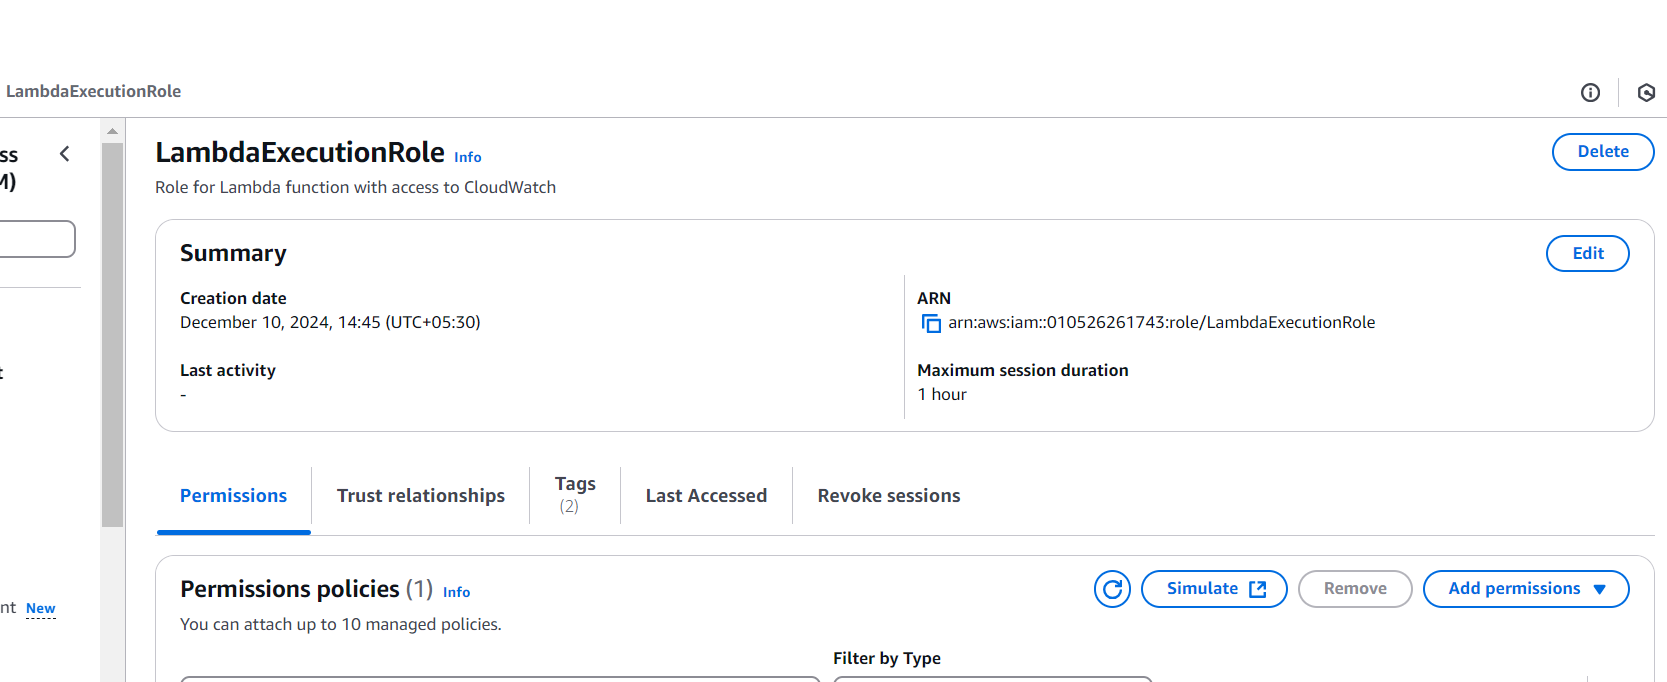 LambdaExecutionRole
ss
M)
t
nt New
LambdaExecutionRole Info
Delete
Role for Lambda function with access to CloudWatch
Summary
Edit
Creation date
December 10, 2024, 14:45 (UTC+05:30)
ARN
arn:aws:iam::010526261743:role/LambdaExecutionRole
Last activity
-
Maximum session duration
1 hour
Permissions
Trust relationships
Tags
(2)
Last Accessed
Revoke sessions
Permissions policies (1) Info
Simulate
Remove
Add permissions
You can attach up to 10 managed policies.
Filter by Type